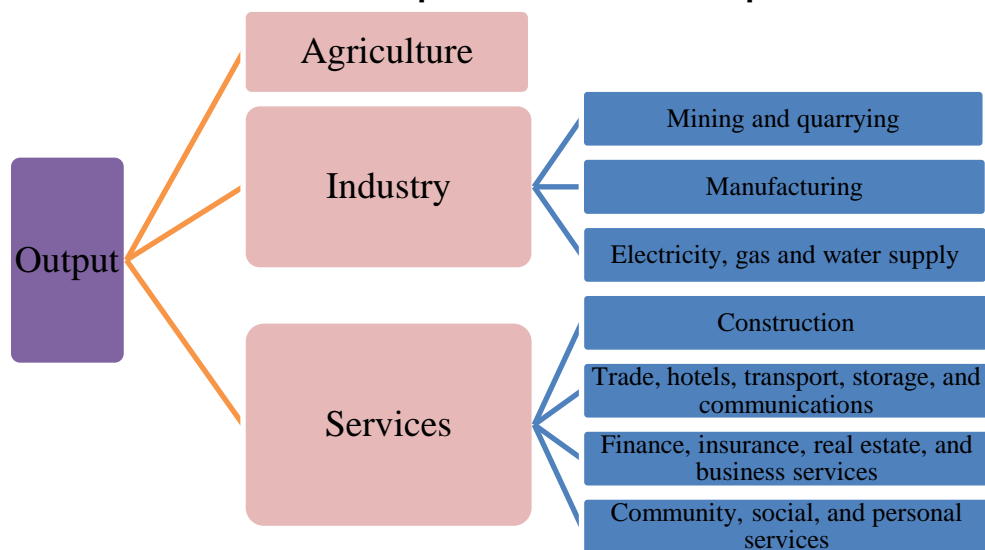 Agriculture
Industry
Services
Output
Mining and quarrying
Manufacturing
Electricity, gas and water supply
Construction
Trade, hotels, transport, storage, and
communications
Finance, insurance, real estate, and
business services
Community, social, and personal
services